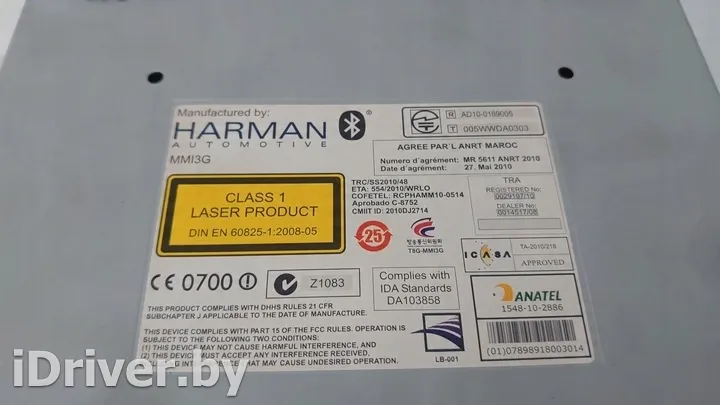 Manufactured by:
HARMAN®
AUTOMOTIVE
MMI3G
R AD10-0169005
T 005WWDA0303
AGREE PAR'L ANRT MAROC
Numero d'agrément: MR 5611 ANRT 2010
Date d'agrément: 27. Mai 2010
CLASS 1
LASER PRODUCT
DIN EN 60825-1:2008-05
TRC/SS2010/48
ETA: 554/2010/WRLO
COFETEL: RCPHAMM10-0514
Aprobado C-8752
CMIIT ID: 2010DJ2714
TRA
REGISTERED No:
0029197/10
DEALER No:
0014517/08
25
방송통신위원회
T8G-MMI3G
ICASA
TA-2010/218
APPROVED
CE 0700
Z1083
Complies with
IDA Standards
DA103858
ANATEL
1548-10-2886
(01)07898918003014
THIS PRODUCT COMPLIES WITH DHHS RULES 21 CFR
SUBCHAPTER J APPLICABLE TO THE DATE OF MANUFACTURE.
THIS DEVICE COMPLIES WITH PART 15 OF THE FCC RULES. OPERATION IS
SUBJECT TO THE FOLLOWING TWO CONDITIONS:
(1) THIS DEVICE MAY NOT CAUSE HARMFUL INTERFERENCE, AND
(2) THIS DEVICE MUST ACCEPT ANY INTERFERENCE RECEIVED, INCLUDING
INTERFERENCE THAT MAY CAUSE UNDESIRED OPERATION.
LB-001
iDriver.by